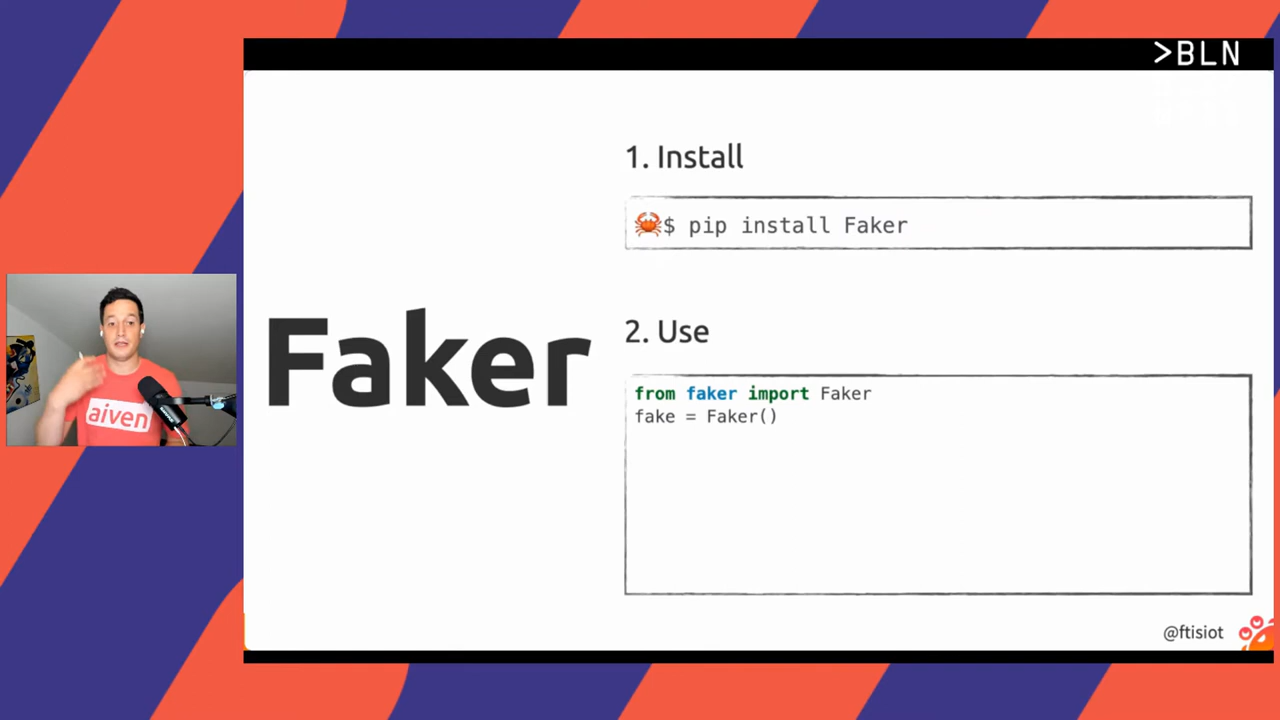 >BLN
1. Install
🦀$ pip install Faker
Faker
2. Use
from faker import Faker
fake = Faker()
aiven
@ftisiot